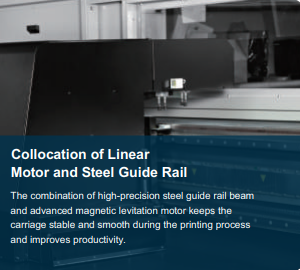 Collocation of Linear
Motor and Steel Guide Rail
The combination of high-precision steel guide rail beam
and advanced magnetic levitation motor keeps the
carriage stable and smooth during the printing process
and improves productivity.